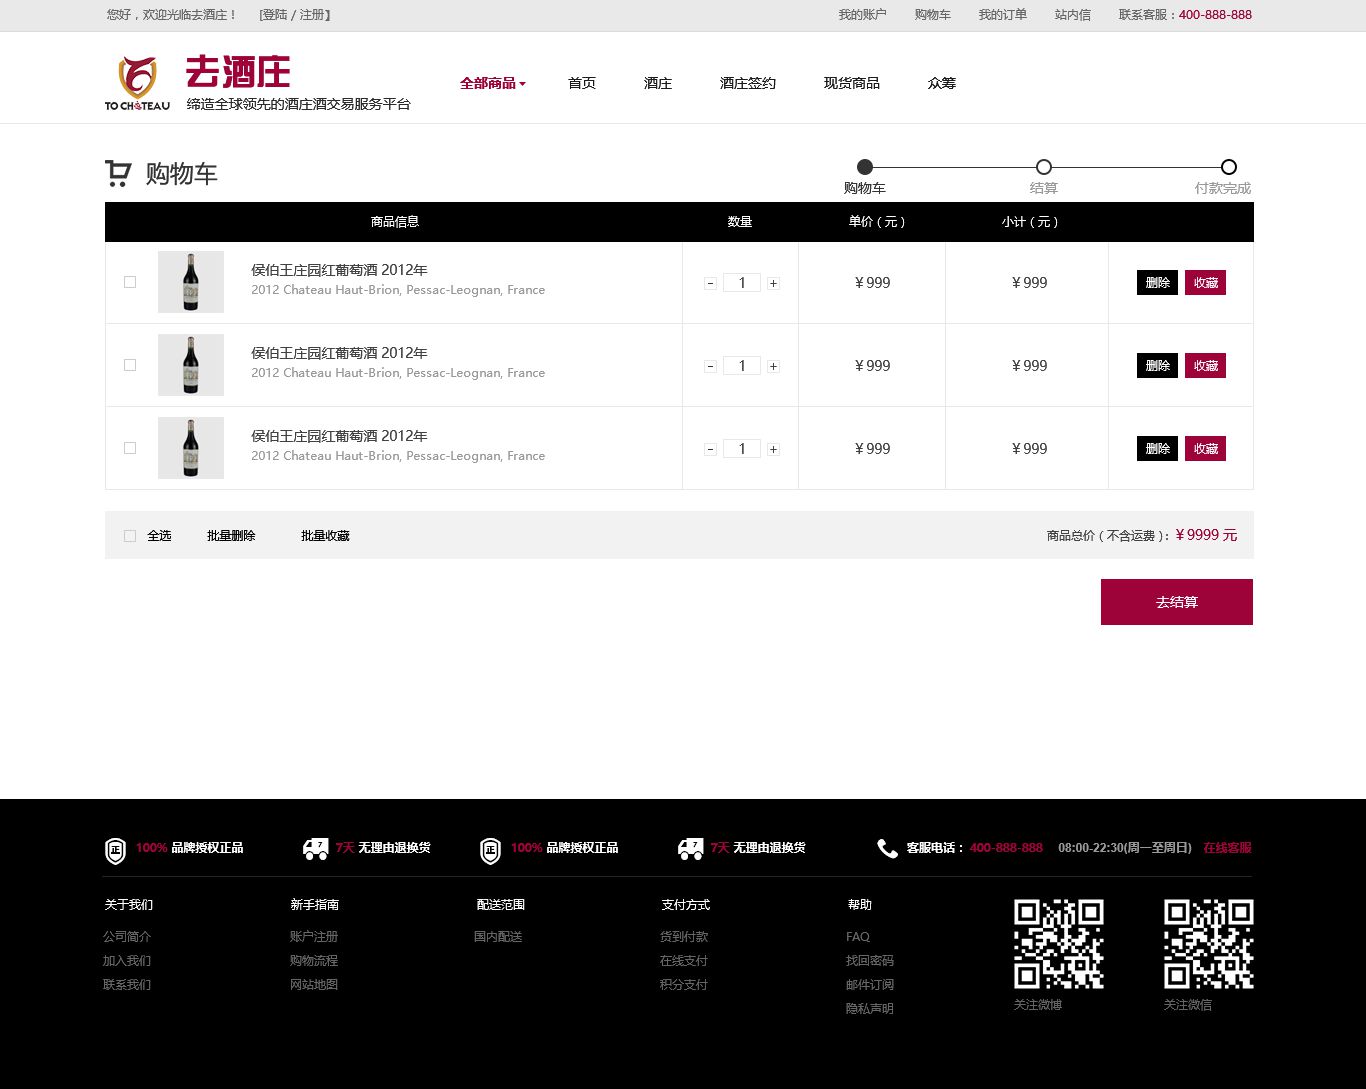 您好，欢迎光临去酒庄！ [登陆 / 注册】 我的账户 购物车 我的订单 站内信 联系客服：400-888-888
去酒庄
TO CHATEAU
缔造全球领先的酒庄酒交易服务平台
全部商品 首页 酒庄 酒庄签约 现货商品 众筹
购物车
购物车 结算 付款完成
商品信息 数量 单价（元） 小计（元）
侯伯王庄园红葡萄酒 2012年
2012 Chateau Haut-Brion, Pessac-Leognan, France
- 1 + ￥999 ￥999 删除 收藏
侯伯王庄园红葡萄酒 2012年
2012 Chateau Haut-Brion, Pessac-Leognan, France
- 1 + ￥999 ￥999 删除 收藏
侯伯王庄园红葡萄酒 2012年
2012 Chateau Haut-Brion, Pessac-Leognan, France
- 1 + ￥999 ￥999 删除 收藏
全选 批量删除 批量收藏 商品总价（不含运费）：￥9999 元
去结算
正 100% 品牌授权正品 7 7天 无理由退换货 正 100% 品牌授权正品 7 7天 无理由退换货 客服电话： 400-888-888 08:00-22:30(周一至周日) 在线客服
关于我们 新手指南 配送范围 支付方式 帮助
公司简介 账户注册 国内配送 货到付款 FAQ
加入我们 购物流程 在线支付 找回密码
联系我们 网站地图 积分支付 邮件订阅
隐私声明
关注微博 关注微信